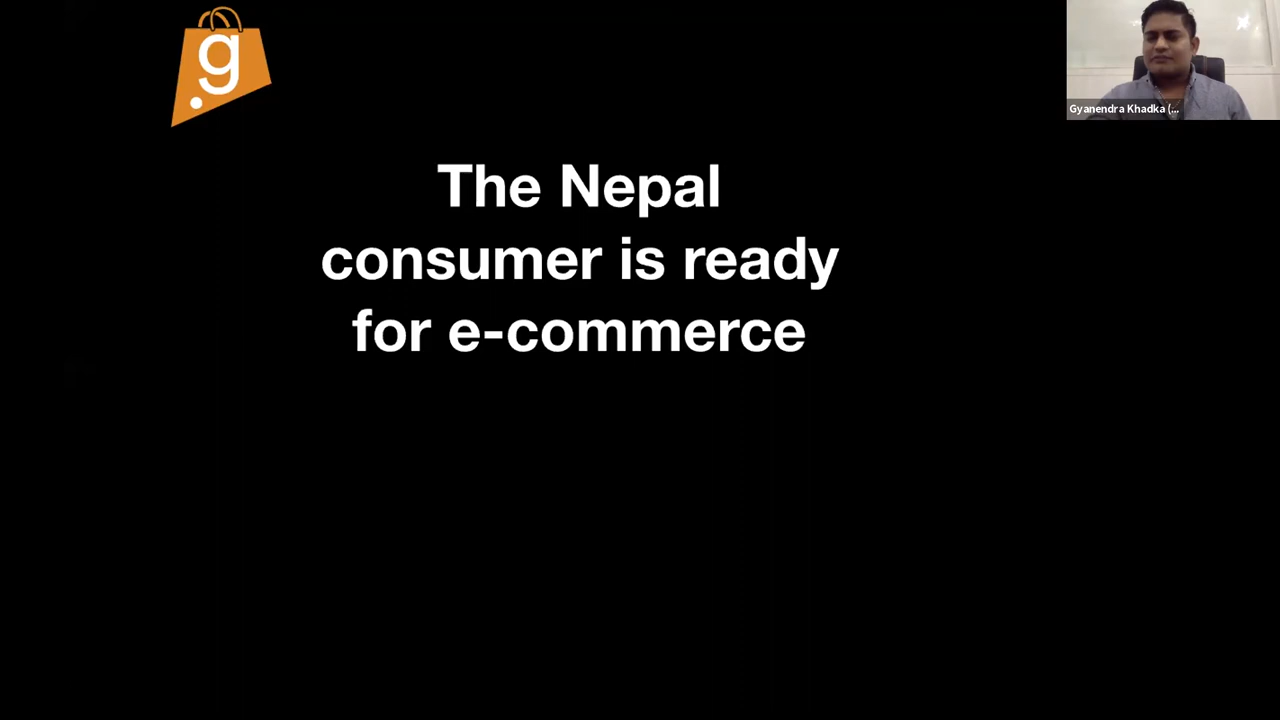 .g
Gyanendra Khadka (...
The Nepal
consumer is ready
for e-commerce